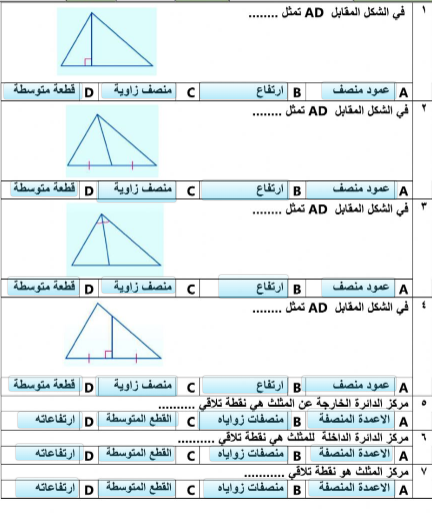 ١ في الشكل المقابل AD تمثل ........
A عمود منصف B ارتفاع C منصف زاوية D قطعة متوسطة
٢ في الشكل المقابل AD تمثل ........
A عمود منصف B ارتفاع C منصف زاوية D قطعة متوسطة
٣ في الشكل المقابل AD تمثل ........
A عمود منصف B ارتفاع C منصف زاوية D قطعة متوسطة
٤ في الشكل المقابل AD تمثل ........
A عمود منصف B ارتفاع C منصف زاوية D قطعة متوسطة
٥ مركز الدائرة الخارجة عن المثلث هي نقطة تلاقي ..........
A الاعمدة المنصفة B منصفات زواياه C القطع المتوسطة D ارتفاعاته
٦ مركز الدائرة الداخلة للمثلث هي نقطة تلاقي ..........
A الاعمدة المنصفة B منصفات زواياه C القطع المتوسطة D ارتفاعاته
٧ مركز المثلث هو نقطة تلاقي ...........
A الاعمدة المنصفة B منصفات زواياه C القطع المتوسطة D ارتفاعاته